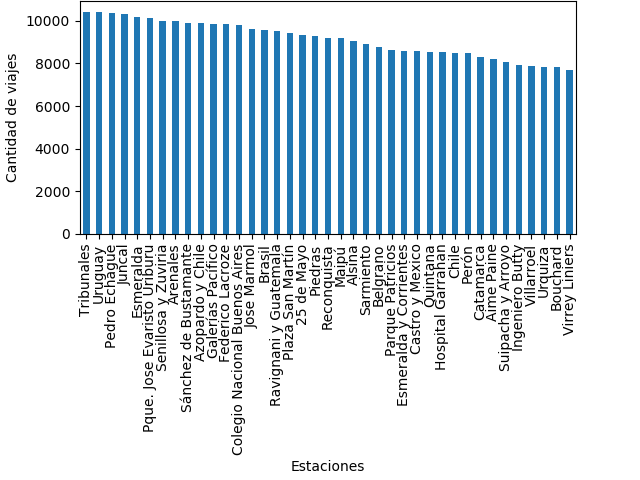 10000
8000
6000
4000
2000
0
Cantidad de viajes
Tribunales
Uruguay
Pedro Echague
Juncal
Esmeralda
Pque. Jose Evaristo Uriburu
Senillosa y Zuviria
Arenales
Sánchez de Bustamante
Azopardo y Chile
Galerias Pacífico
Federico Lacroze
Colegio Nacional Buenos Aires
Jose Marmol
Brasil
Ravignani y Guatemala
Plaza San Martín
25 de Mayo
Piedras
Reconquista
Maipú
Alsina
Sarmiento
Belgrano
Parque Patricios
Esmeralda y Corrientes
Castro y Mexico
Quintana
Hospital Garrahan
Chile
Perón
Catamarca
Aime Paine
Suipacha y Arroyo
Ingeniero Butty
Villarroel
Urquiza
Bouchard
Virrey Liniers
Estaciones